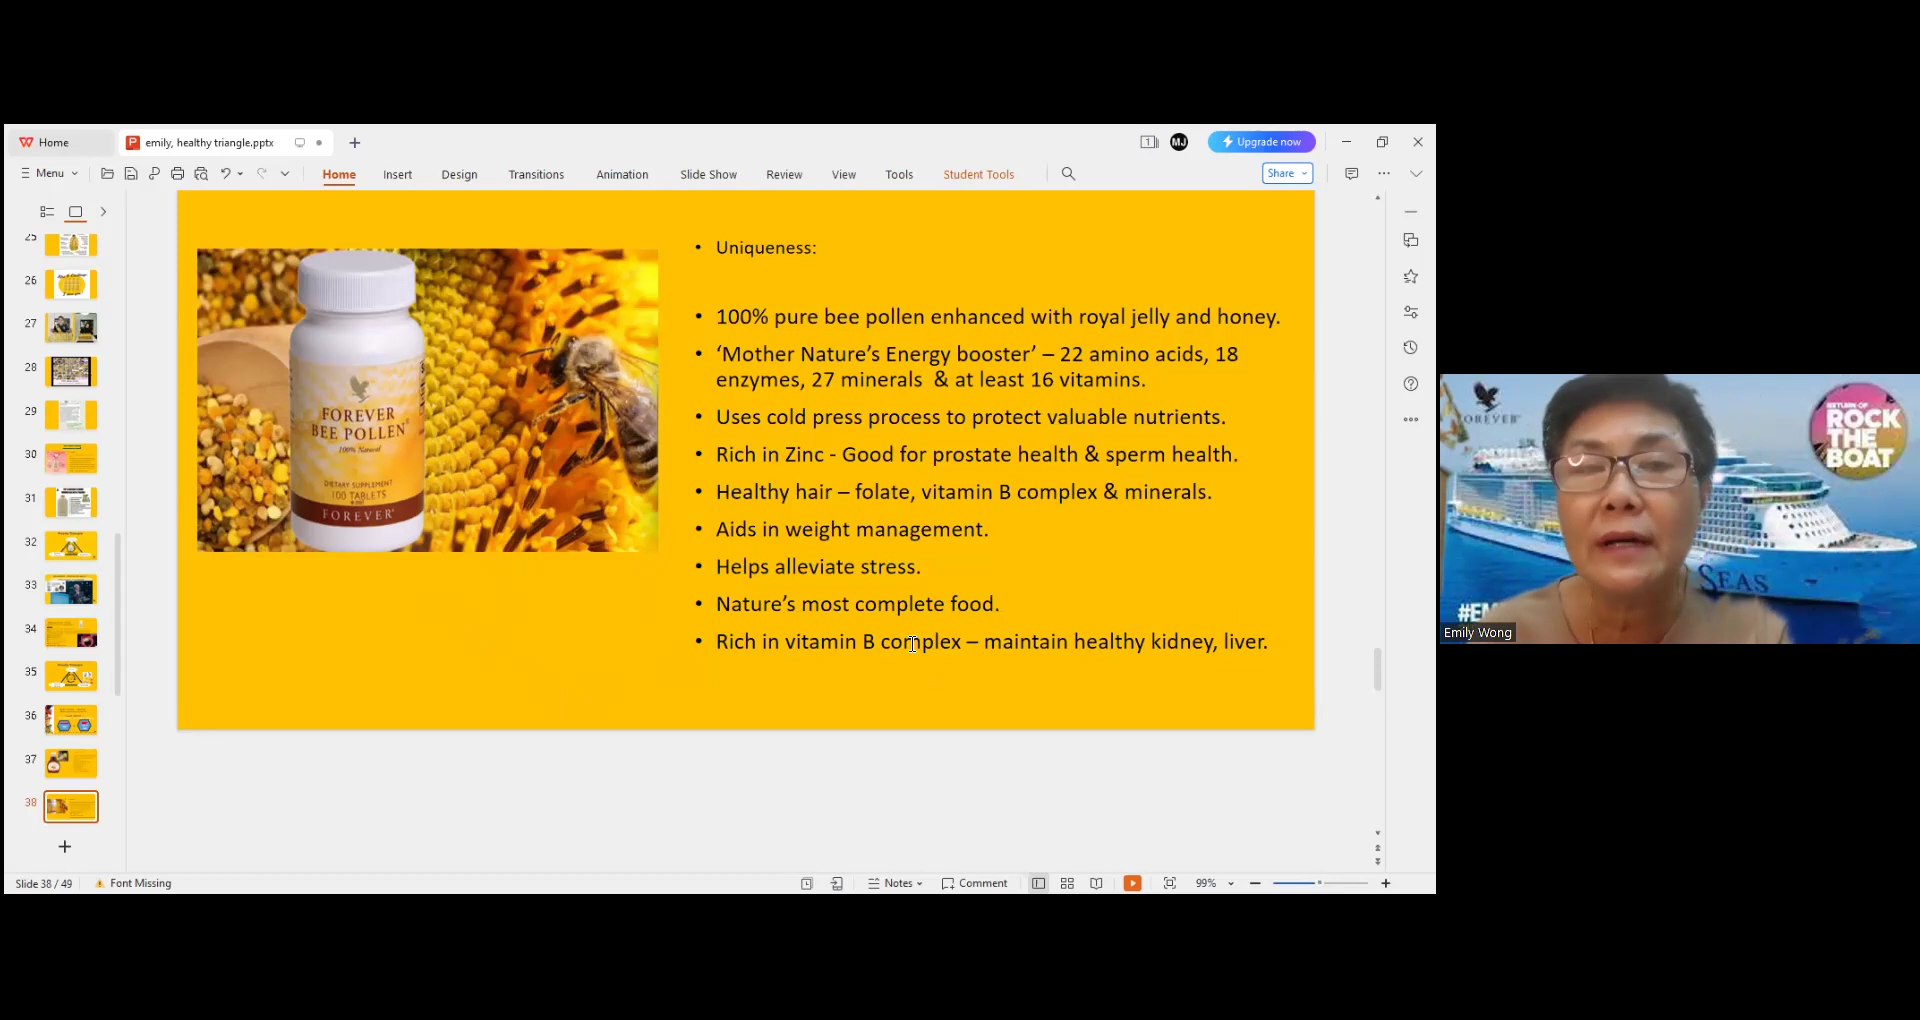 Home
emily, healthy triangle.pptx
1
MJ
Upgrade now
Menu
Home
Insert
Design
Transitions
Animation
Slide Show
Review
View
Tools
Student Tools
Share
25
26
27
28
29
30
31
32
33
34
35
36
37
38
FOREVER
BEE POLLEN®
100% Natural
DIETARY SUPPLEMENT
100 TABLETS
FOREVER®
• Uniqueness:
• 100% pure bee pollen enhanced with royal jelly and honey.
• ‘Mother Nature’s Energy booster’ – 22 amino acids, 18
enzymes, 27 minerals & at least 16 vitamins.
• Uses cold press process to protect valuable nutrients.
• Rich in Zinc - Good for prostate health & sperm health.
• Healthy hair – folate, vitamin B complex & minerals.
• Aids in weight management.
• Helps alleviate stress.
• Nature’s most complete food.
• Rich in vitamin B complex – maintain healthy kidney, liver.
FOREVER
RETURN OF
ROCK
THE
BOAT
SEAS
#EM
Emily Wong
Slide 38 / 49
Font Missing
Notes
Comment
99%